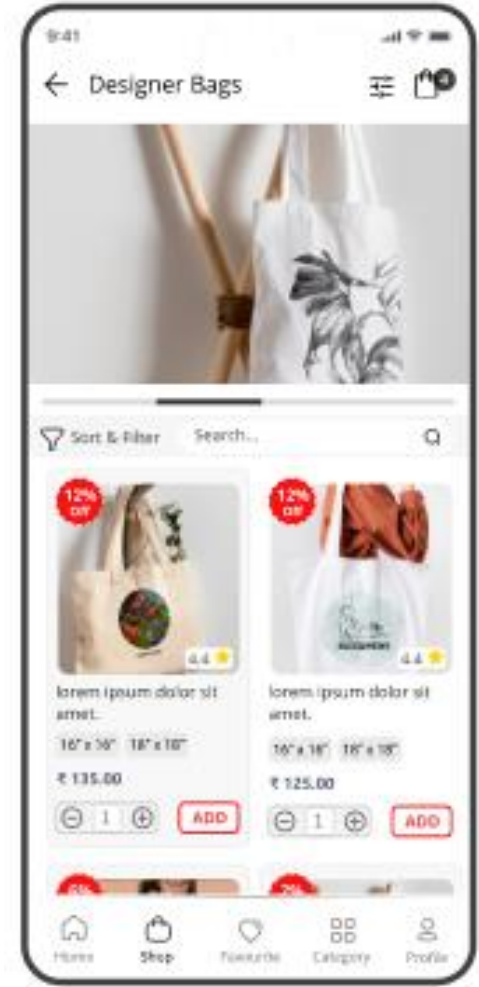 9:41
Designer Bags
Sort & Filter
Search...
12%
OFF
12%
OFF
4.4
4.4
lorem ipsum dolor sit
amet.
lorem ipsum dolor sit
amet.
16" x 16" 18" x 18"
16" x 16" 18" x 18"
₹ 135.00
₹ 125.00
1
ADD
1
ADD
Home
Shop
Favourite
Category
Profile